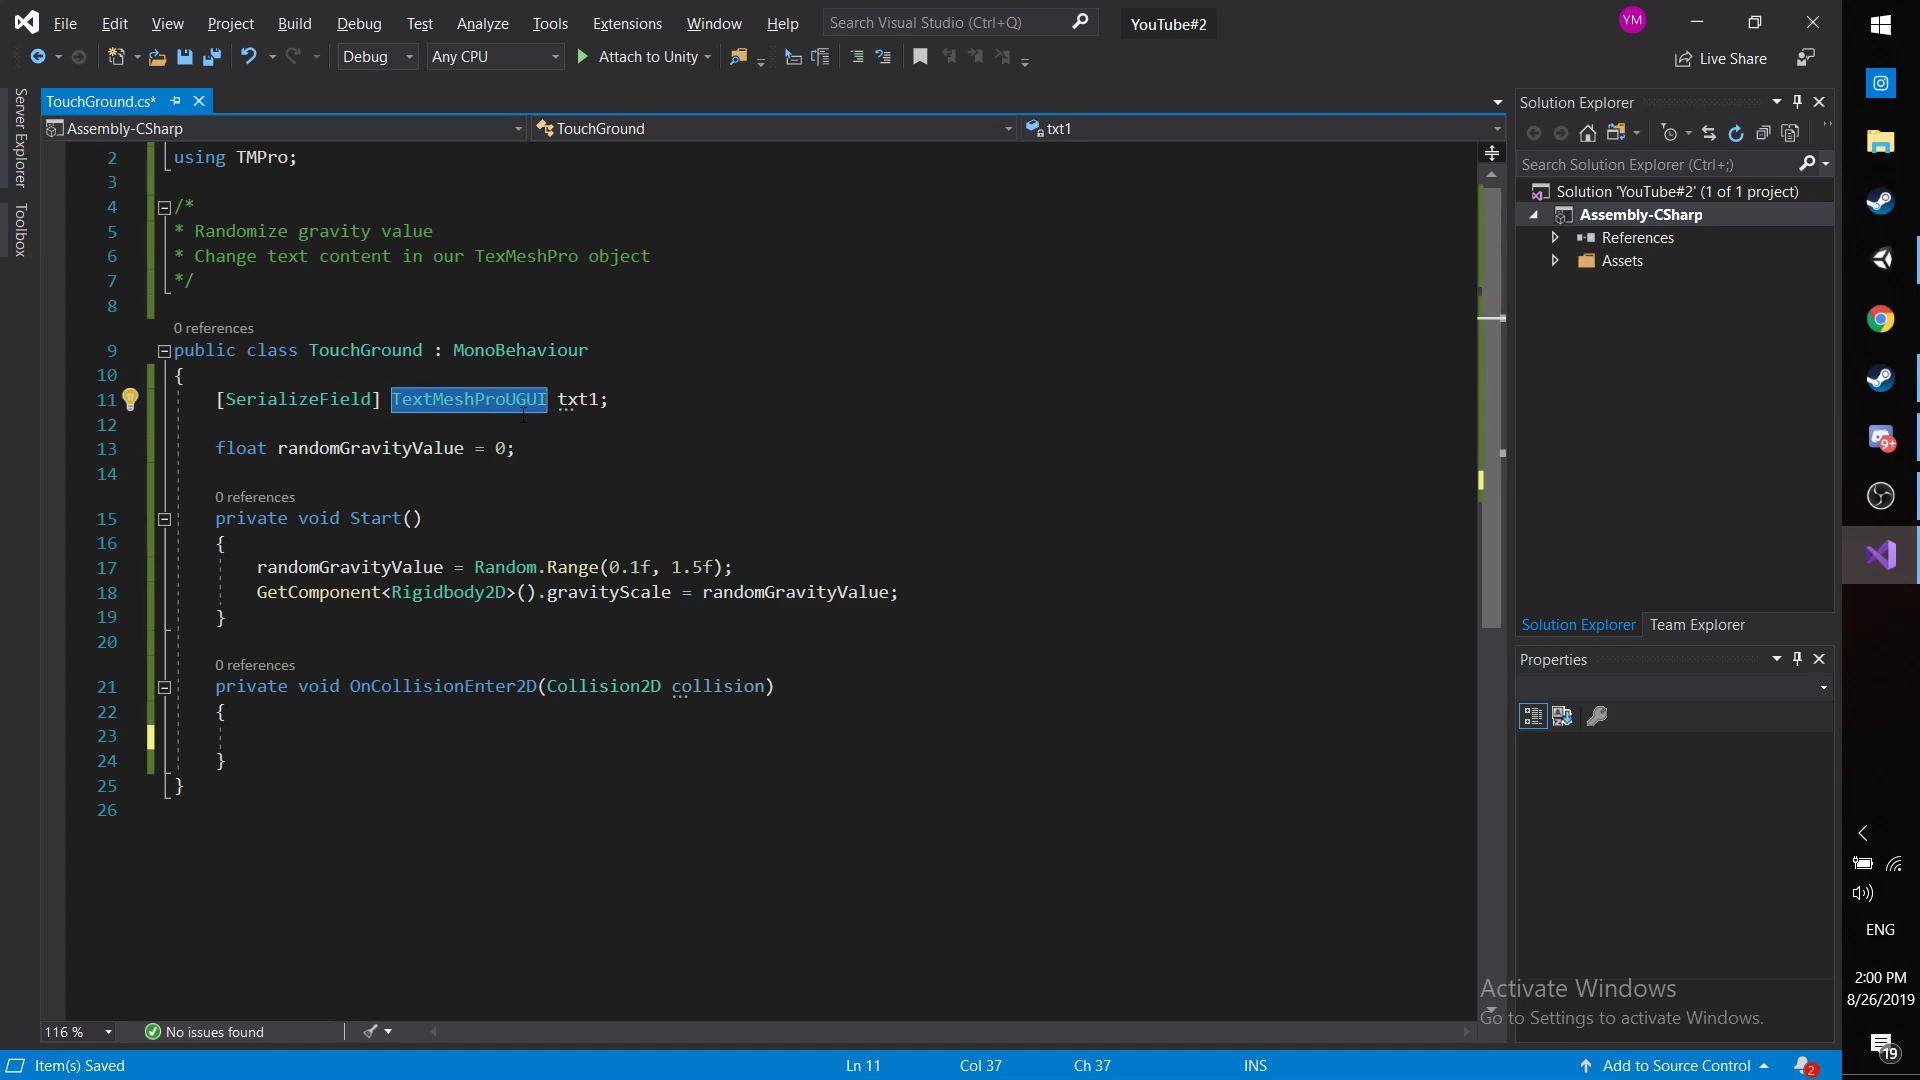 File Edit View Project Build Debug Test Analyze Tools Extensions Window Help Search Visual Studio (Ctrl+Q) YouTube#2 YM
Debug Any CPU Attach to Unity Live Share
Server Explorer
Toolbox
TouchGround.cs*
Assembly-CSharp TouchGround txt1
2 using TMPro;
3
4 /*
5 * Randomize gravity value
6 * Change text content in our TexMeshPro object
7 */
8
0 references
9 public class TouchGround : MonoBehaviour
10 {
11 [SerializeField] TextMeshProUGUI txt1;
12
13 float randomGravityValue = 0;
14
0 references
15 private void Start()
16 {
17 randomGravityValue = Random.Range(0.1f, 1.5f);
18 GetComponent<Rigidbody2D>().gravityScale = randomGravityValue;
19 }
20
0 references
21 private void OnCollisionEnter2D(Collision2D collision)
22 {
23
24 }
25 }
26
116 % No issues found
Item(s) Saved Ln 11 Col 37 Ch 37 INS Add to Source Control 2
Solution Explorer
Search Solution Explorer (Ctrl+;)
Solution 'YouTube#2' (1 of 1 project)
Assembly-CSharp
References
Assets
Solution Explorer Team Explorer
Properties
Activate Windows
Go to Settings to activate Windows.
9+
ENG
2:00 PM
8/26/2019
19